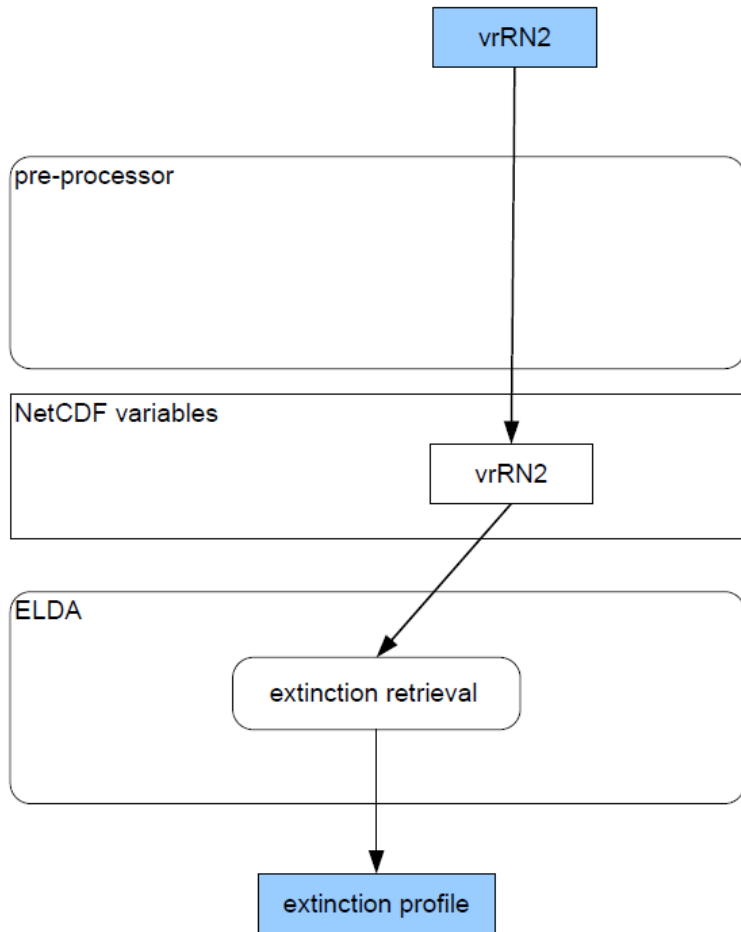 vrRN2
pre-processor
NetCDF variables
vrRN2
ELDA
extinction retrieval
extinction profile